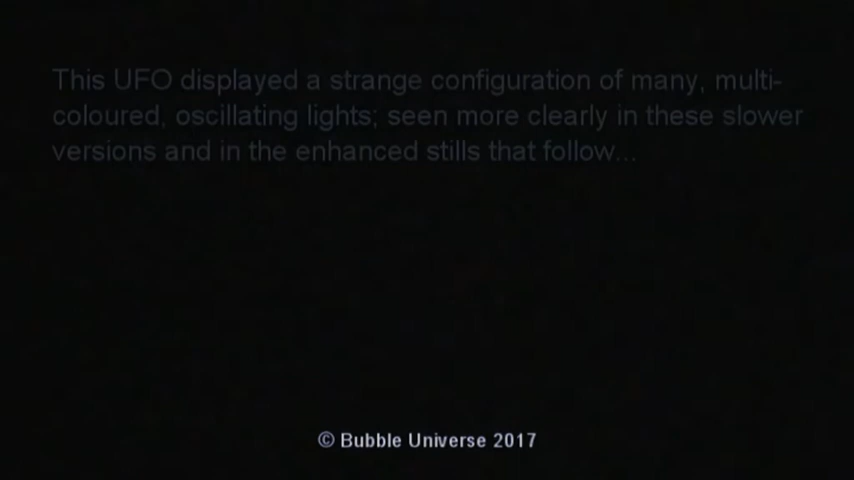 This UFO displayed a strange configuration of many, multi-
coloured, oscillating lights; seen more clearly in these slower
versions and in the enhanced stills that follow...
© Bubble Universe 2017